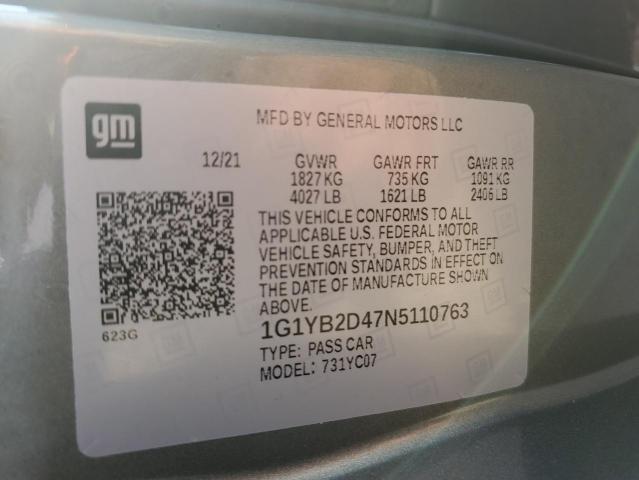 gm
MFD BY GENERAL MOTORS LLC
12/21 GVWR GAWR FRT GAWR RR
1827 KG 735 KG 1091 KG
4027 LB 1621 LB 2406 LB
THIS VEHICLE CONFORMS TO ALL
APPLICABLE U.S. FEDERAL MOTOR
VEHICLE SAFETY, BUMPER, AND THEFT
PREVENTION STANDARDS IN EFFECT ON
THE DATE OF MANUFACTURE SHOWN
ABOVE.
623G
1G1YB2D47N5110763
TYPE: PASS CAR
MODEL: 731YC07